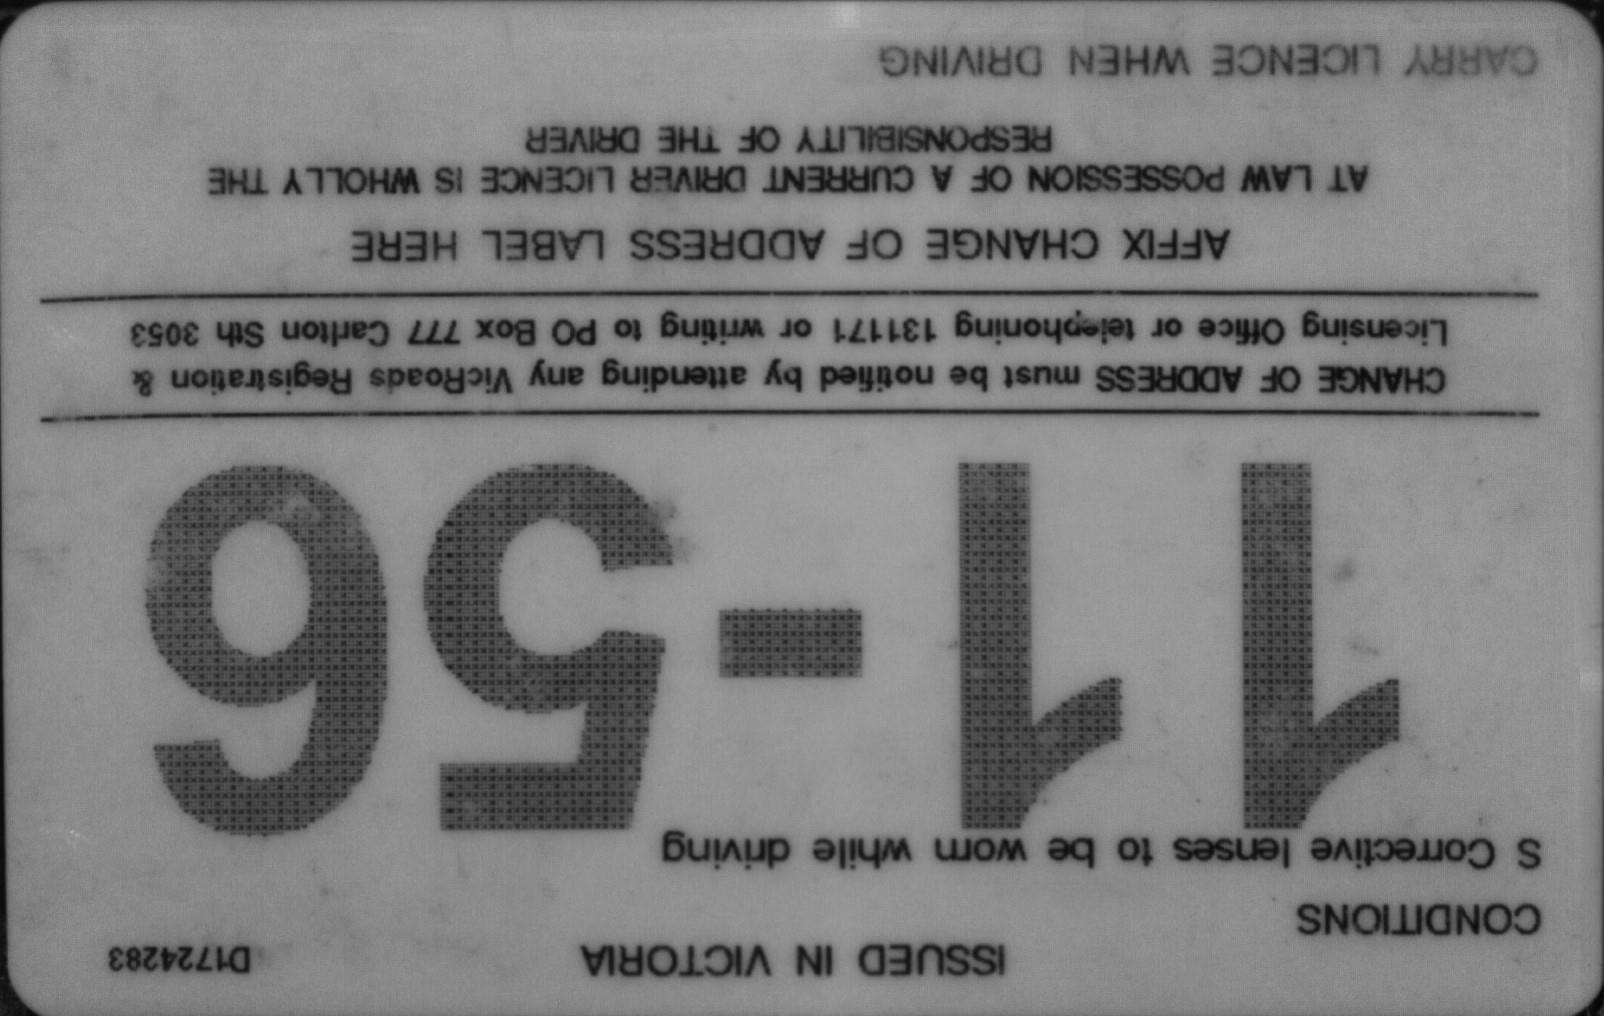 ISSUED IN VICTORIA
D1724283
CONDITIONS
S Corrective lenses to be worn while driving
11-56
CHANGE OF ADDRESS must be notified by attending any VicRoads Registration &
Licensing Office or telephoning 131171 or writing to PO Box 777 Carlton Sth 3053
AFFIX CHANGE OF ADDRESS LABEL HERE
AT LAW POSSESSION OF A CURRENT DRIVER LICENCE IS WHOLLY THE
RESPONSIBILITY OF THE DRIVER
CARRY LICENCE WHEN DRIVING